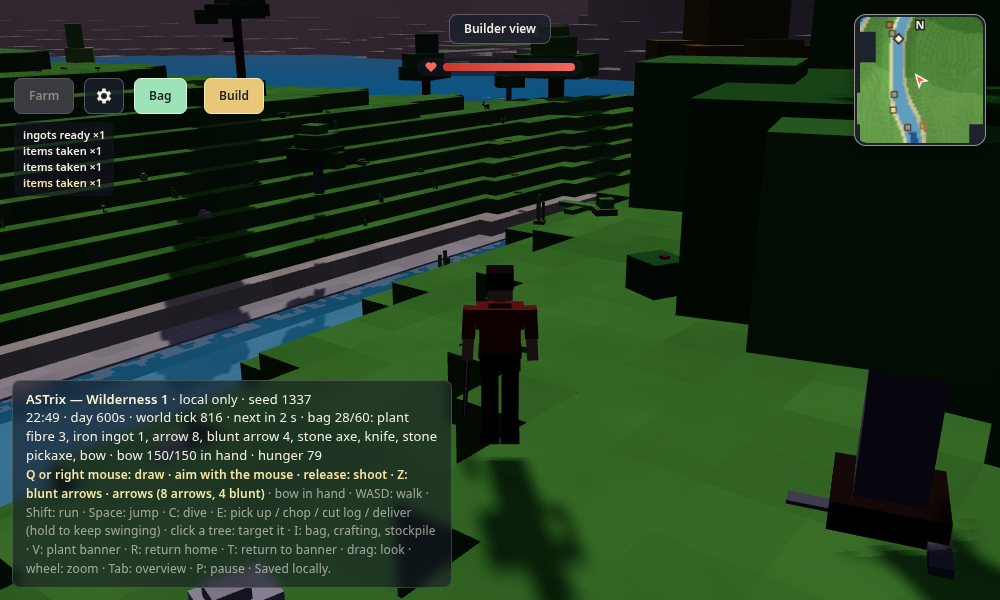 Builder view
N
Farm
Bag
Build
ingots ready ×1
items taken ×1
items taken ×1
items taken ×1
ASTrix — Wilderness 1 · local only · seed 1337
22:49 · day 600s · world tick 816 · next in 2 s · bag 28/60: plant
fibre 3, iron ingot 1, arrow 8, blunt arrow 4, stone axe, knife, stone
pickaxe, bow · bow 150/150 in hand · hunger 79
Q or right mouse: draw · aim with the mouse · release: shoot · Z:
blunt arrows · arrows (8 arrows, 4 blunt) · bow in hand · WASD: walk ·
Shift: run · Space: jump · C: dive · E: pick up / chop / cut log / deliver
(hold to keep swinging) · click a tree: target it · I: bag, crafting, stockpile
· V: plant banner · R: return home · T: return to banner · drag: look ·
wheel: zoom · Tab: overview · P: pause · Saved locally.